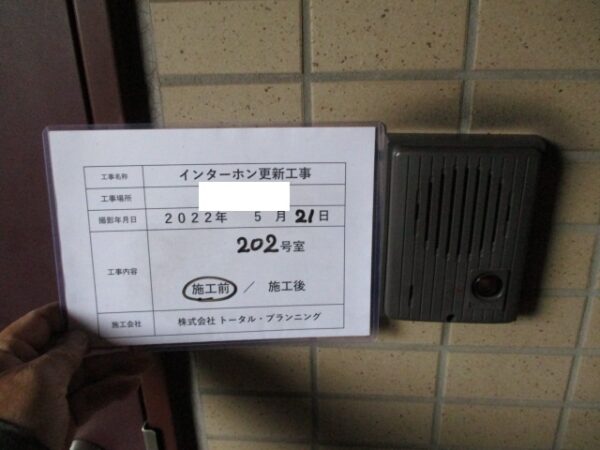 工事名称 インターホン更新工事
工事場所
撮影年月日 2022年 5月21日
202号室
工事内容
施工前 / 施工後
施工会社 株式会社 トータル・プランニング